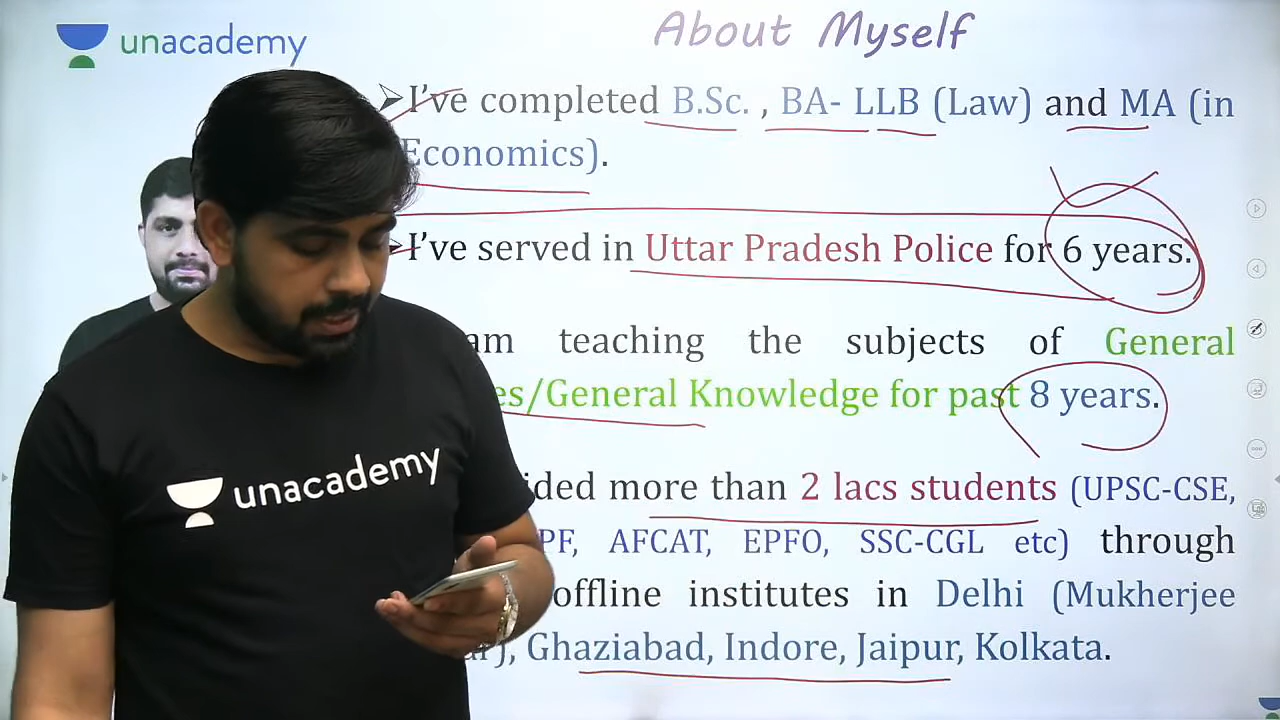 unacademy
About Myself
➢I've completed B.Sc. , BA- LLB (Law) and MA (in
Economics).
I've served in Uttar Pradesh Police for 6 years.
am teaching the subjects of General
es/General Knowledge for past 8 years.
ided more than 2 lacs students (UPSC-CSE,
PF, AFCAT, EPFO, SSC-CGL etc) through
offline institutes in Delhi (Mukherjee
Ghaziabad, Indore, Jaipur, Kolkata.
unacademy